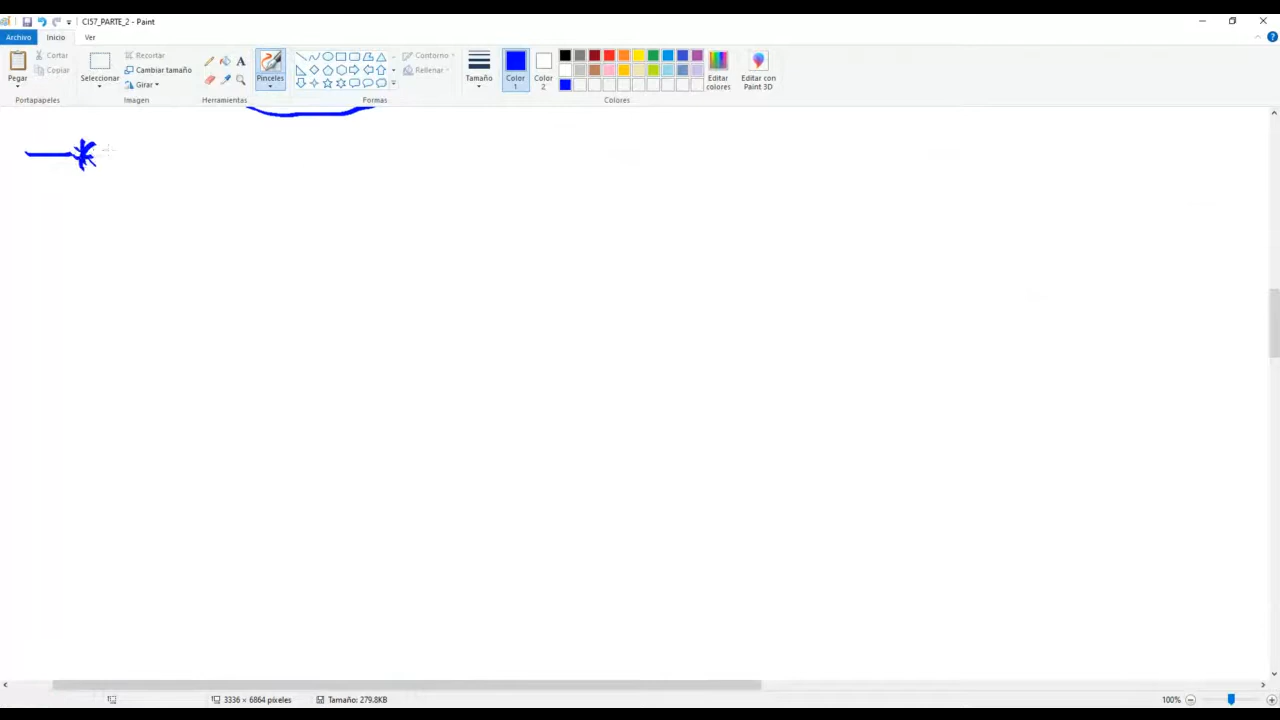 CI57_PARTE_2 - Paint
Archivo
Inicio
Ver
Pegar
Cortar
Copiar
Portapapeles
Seleccionar
Recortar
Cambiar tamaño
Girar
Imagen
Herramientas
Pinceles
Contorno
Rellenar
Formas
Tamaño
Color
1
Color
2
Editar
colores
Editar con
Paint 3D
Colores
3336 × 6864 píxeles
Tamaño: 279.8KB
100%